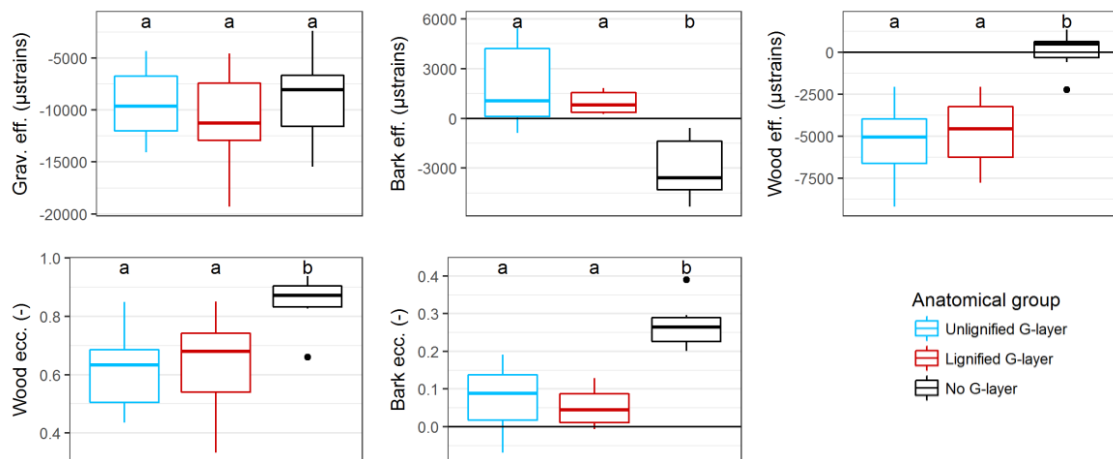 Grav. eff. (µstrains)
-5000
-10000
-15000
-20000
a a a
Bark eff. (µstrains)
6000
3000
0
-3000
a a b
Wood eff. (µstrains)
0
-2500
-5000
-7500
a a b
Wood ecc. (-)
1.0
0.8
0.6
0.4
a a b
Bark ecc. (-)
0.4
0.3
0.2
0.1
0.0
a a b
Anatomical group
Unlignified G-layer
Lignified G-layer
No G-layer